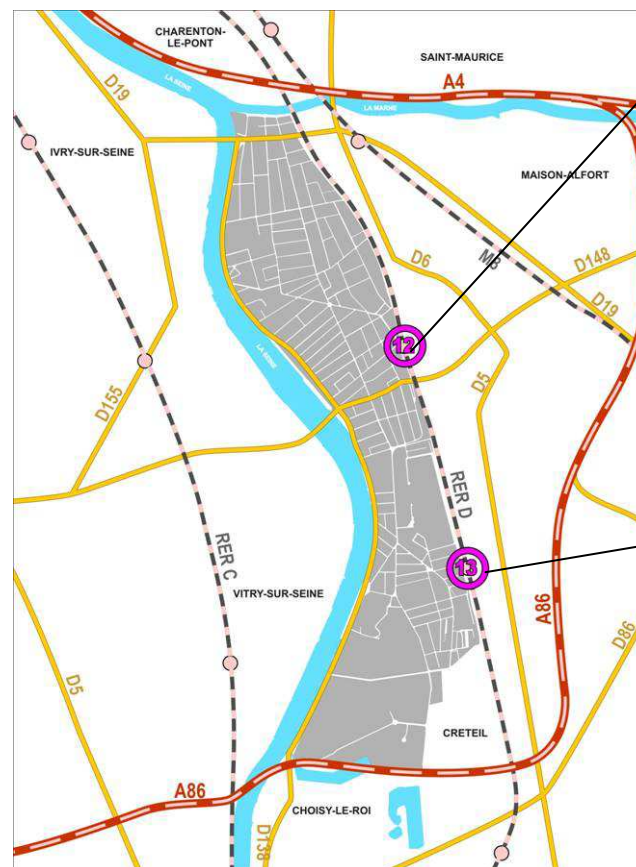 CHARENTON-
LE-PONT
SAINT-MAURICE
A4
LA SEINE
LA MARNE
D19
IVRY-SUR-SEINE
MAISON-ALFORT
D6
M8
D148
D19
12
LA SEINE
D155
D5
RER D
RER C
13
VITRY-SUR-SEINE
A86
D86
D5
CRETEIL
A86
CHOISY-LE-ROI
D138